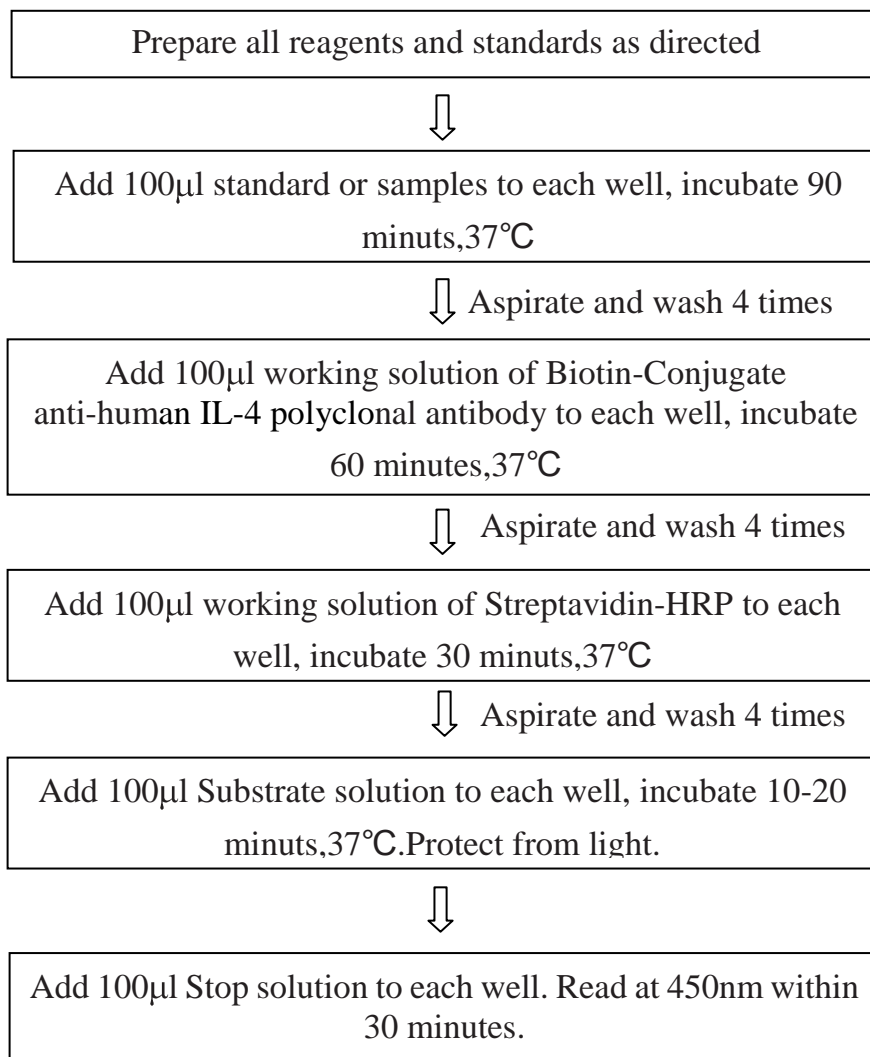 Prepare all reagents and standards as directed
Add 100μl standard or samples to each well, incubate 90
minuts,37℃
Aspirate and wash 4 times
Add 100μl working solution of Biotin-Conjugate
anti-human IL-4 polyclonal antibody to each well, incubate
60 minutes,37℃
Aspirate and wash 4 times
Add 100μl working solution of Streptavidin-HRP to each
well, incubate 30 minuts,37℃
Aspirate and wash 4 times
Add 100μl Substrate solution to each well, incubate 10-20
minuts,37℃.Protect from light.
Add 100μl Stop solution to each well. Read at 450nm within
30 minutes.